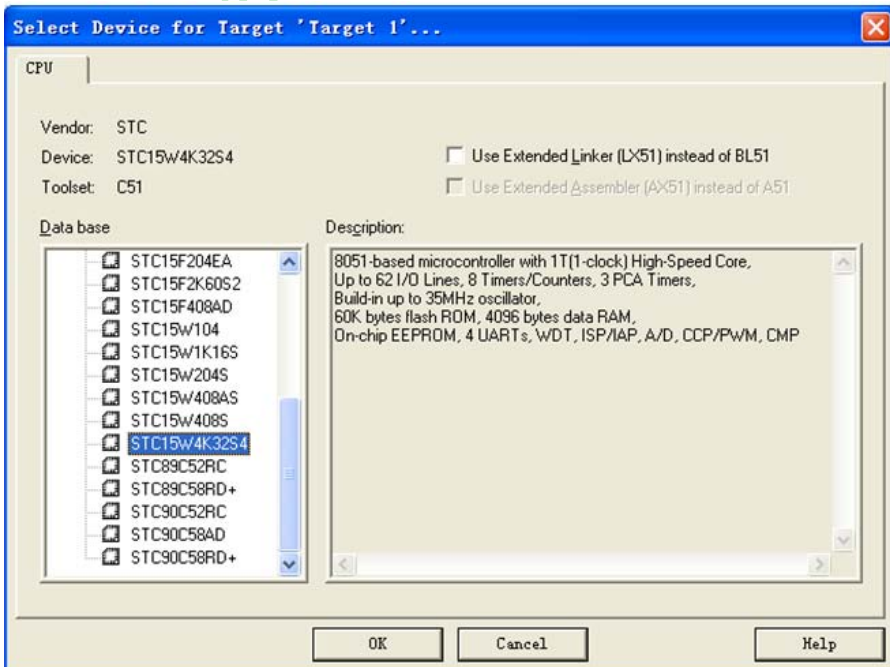 Select Device for Target 'Target 1'...
CPU
Vendor: STC
Device: STC15W4K32S4
Toolset: C51
Use Extended Linker (LX51) instead of BL51
Use Extended Assembler (AX51) instead of A51
Data base
STC15F204EA
STC15F2K60S2
STC15F408AD
STC15W104
STC15W1K16S
STC15W204S
STC15W408AS
STC15W408S
STC15W4K32S4
STC89C52RC
STC89C58RD+
STC90C52RC
STC90C58AD
STC90C58RD+
Description:
8051-based microcontroller with 1T(1-clock) High-Speed Core,
Up to 62 I/O Lines, 8 Timers/Counters, 3 PCA Timers,
Build-in up to 35MHz oscillator,
60K bytes flash ROM, 4096 bytes data RAM,
On-chip EEPROM, 4 UARTs, WDT, ISP/IAP, A/D, CCP/PWM, CMP
OK
Cancel
Help